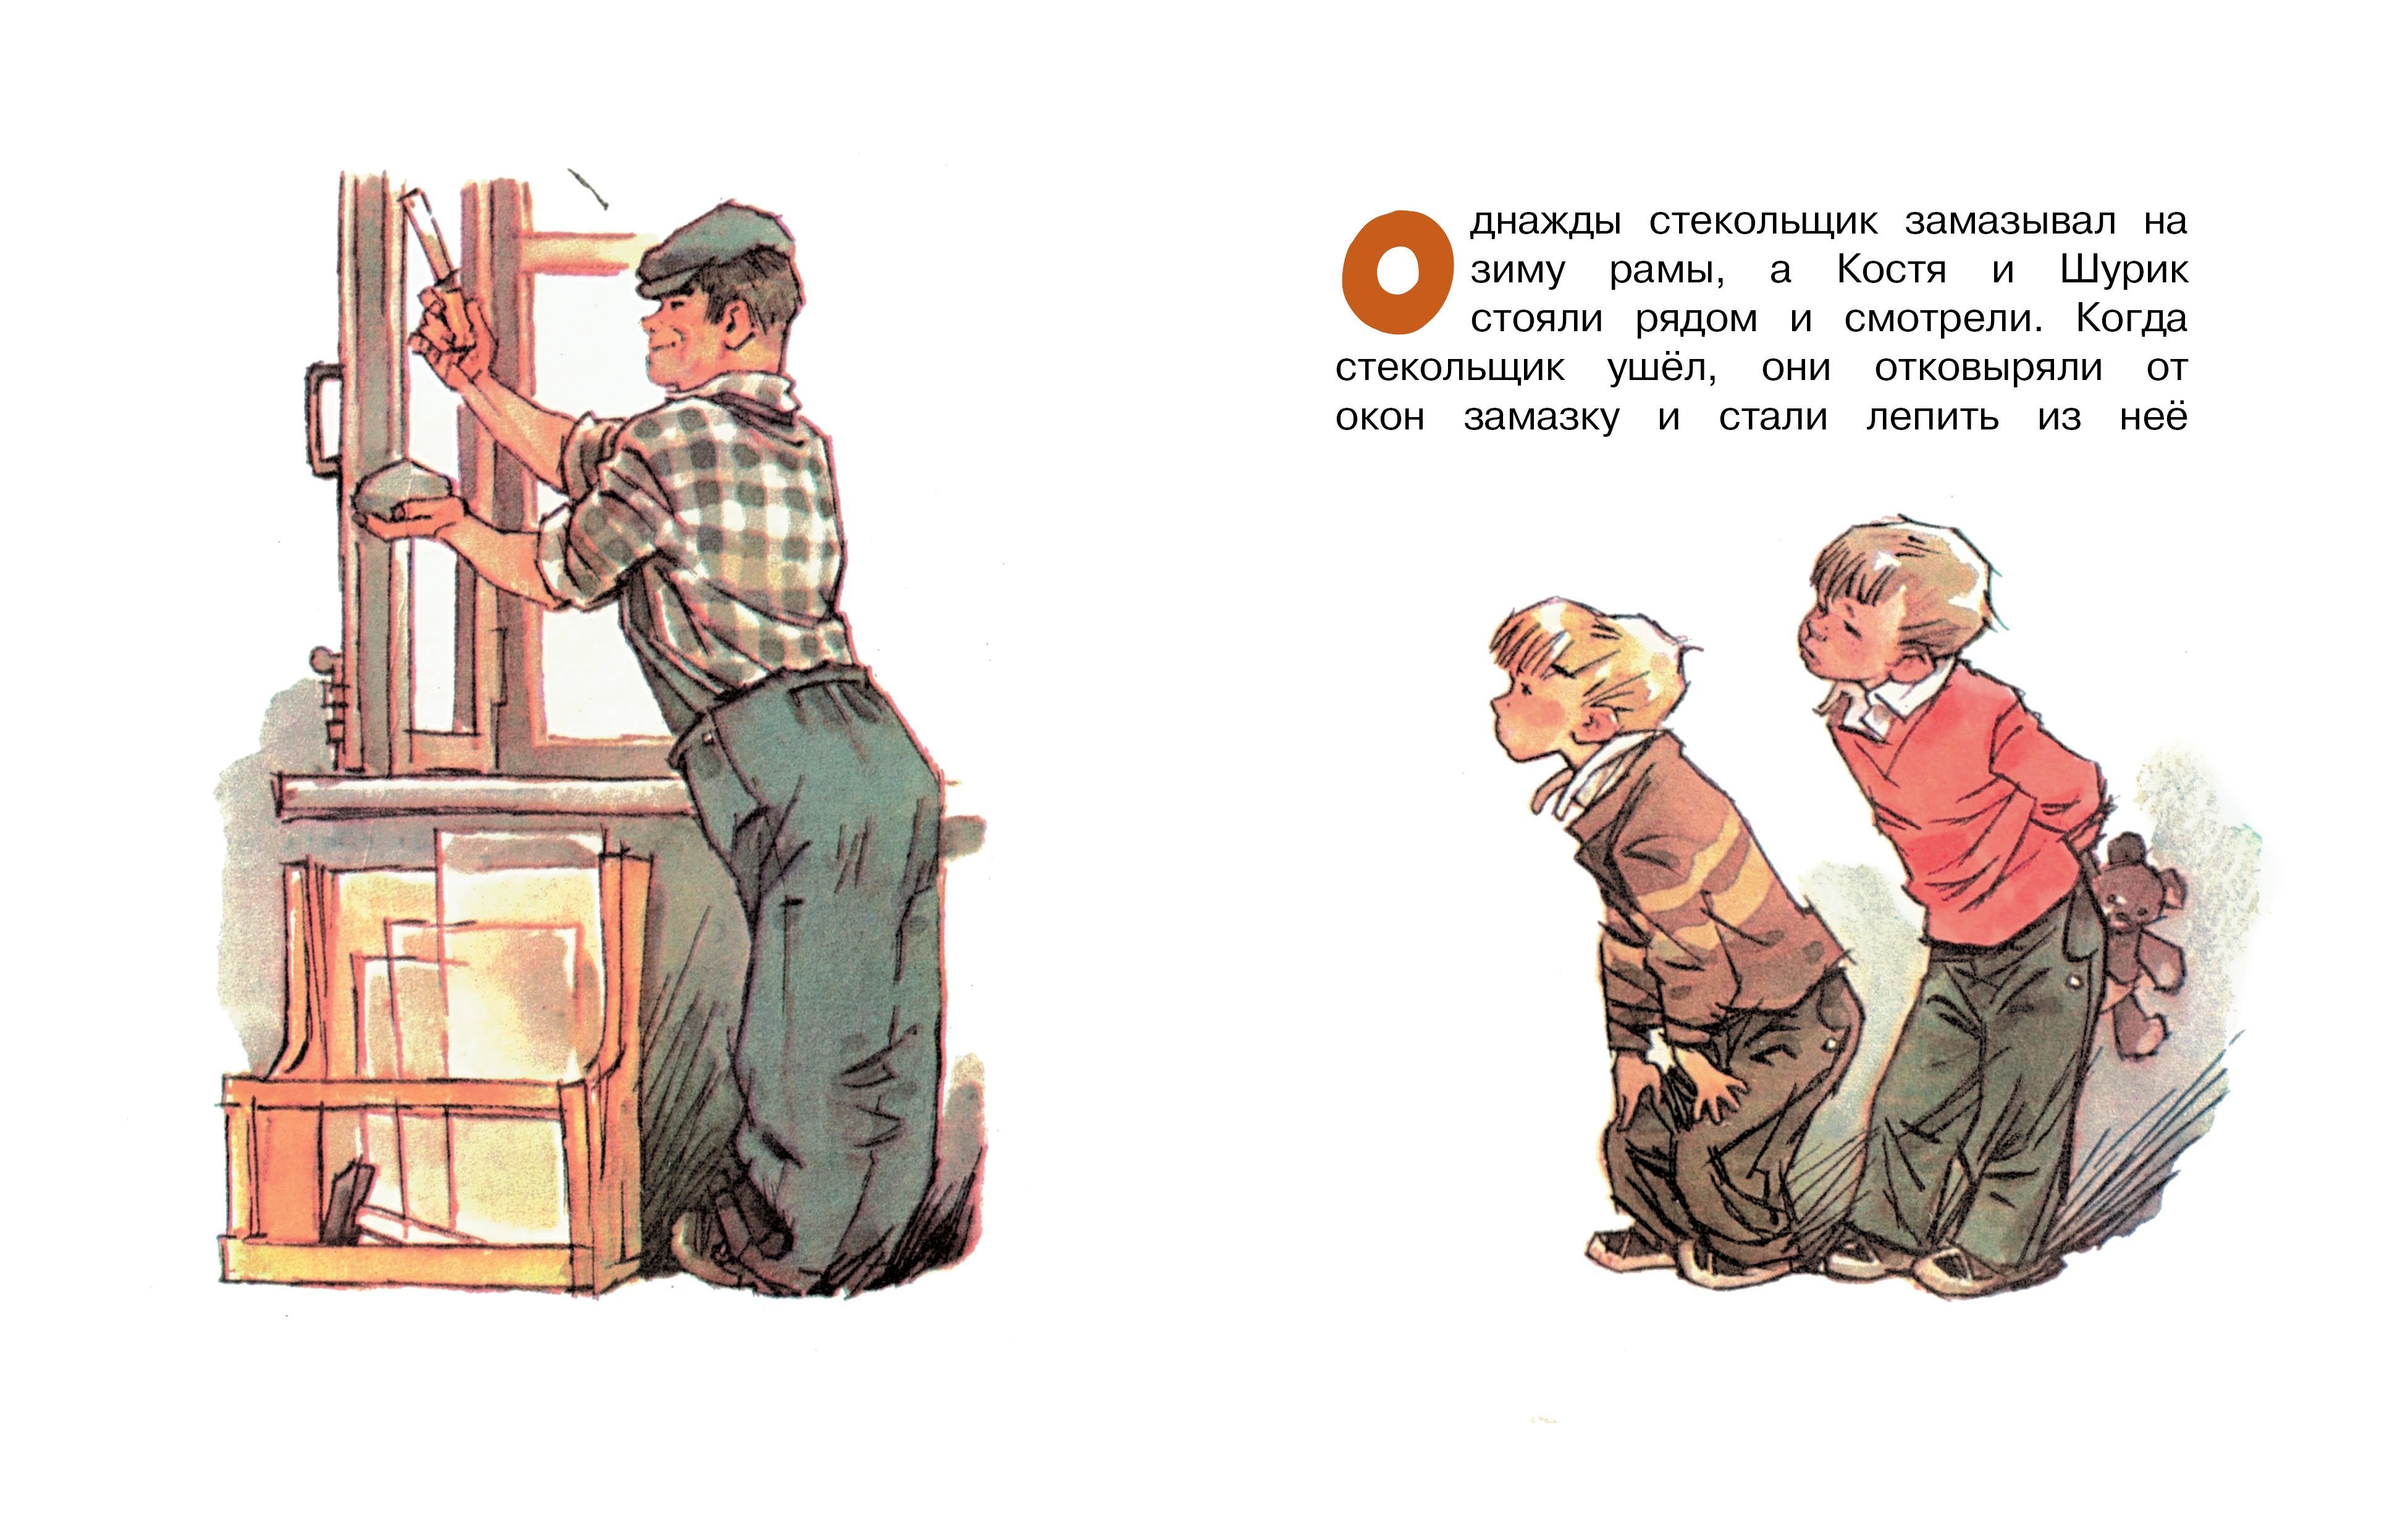 Однажды стекольщик замазывал на
зиму рамы, а Костя и Шурик
стояли рядом и смотрели. Когда
стекольщик ушёл, они отковыряли от
окон замазку и стали лепить из неё